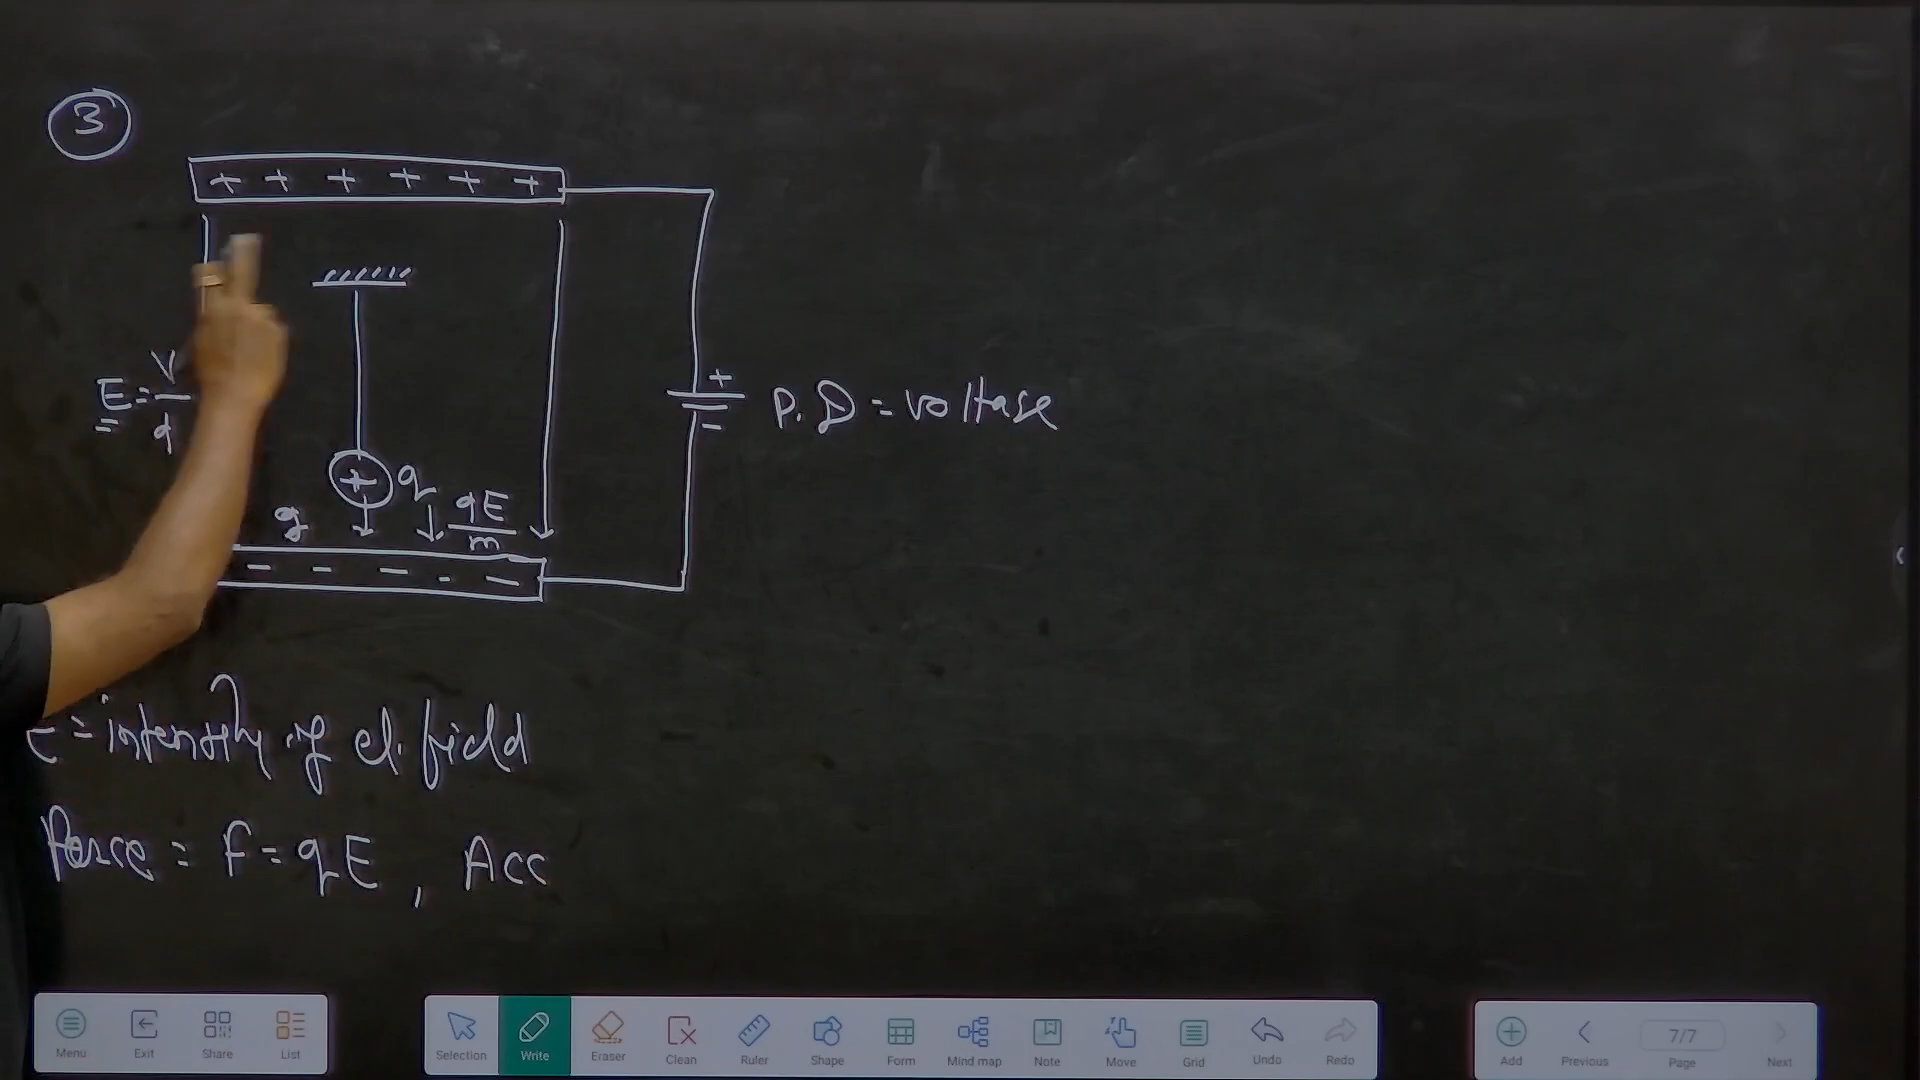 3
+ + + + + +
E = V/d
+ q
g
qE/m
- - - - -
+
-
P.D = voltage
E = intensity of el. field
Force = F = qE , Acc
Menu Exit Share List
Selection Write Eraser Clean Ruler Shape Form Mind map Note Move Grid Undo Redo
Add Previous 7/7 Page Next